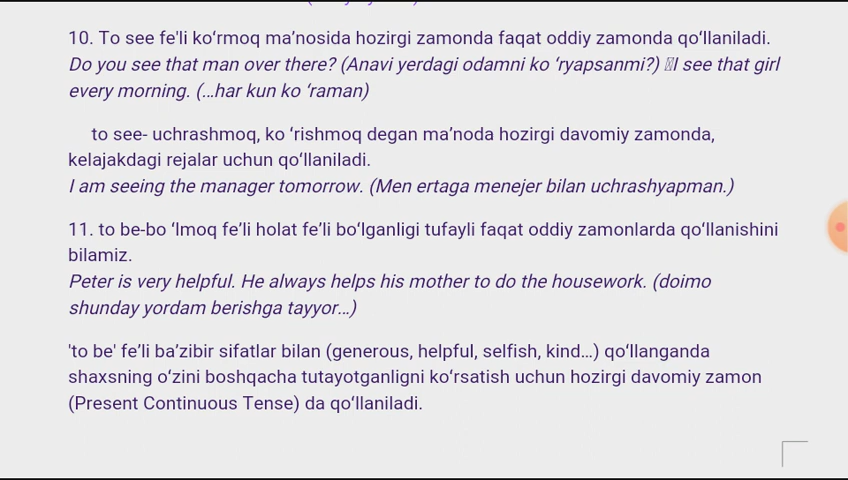 10. To see fe'li ko‘rmoq ma’nosida hozirgi zamonda faqat oddiy zamonda qo‘llaniladi.
Do you see that man over there? (Anavi yerdagi odamni ko ‘ryapsanmi?) I see that girl
every morning. (…har kun ko ‘raman)
to see- uchrashmoq, ko ‘rishmoq degan ma’noda hozirgi davomiy zamonda,
kelajakdagi rejalar uchun qo‘llaniladi.
I am seeing the manager tomorrow. (Men ertaga menejer bilan uchrashyapman.)
11. to be-bo ‘lmoq fe’li holat fe’li bo‘lganligi tufayli faqat oddiy zamonlarda qo‘llanishini
bilamiz.
Peter is very helpful. He always helps his mother to do the housework. (doimo
shunday yordam berishga tayyor…)
'to be' fe’li ba’zibir sifatlar bilan (generous, helpful, selfish, kind…) qo‘llanganda
shaxsning o‘zini boshqacha tutayotganligni ko‘rsatish uchun hozirgi davomiy zamon
(Present Continuous Tense) da qo‘llaniladi.